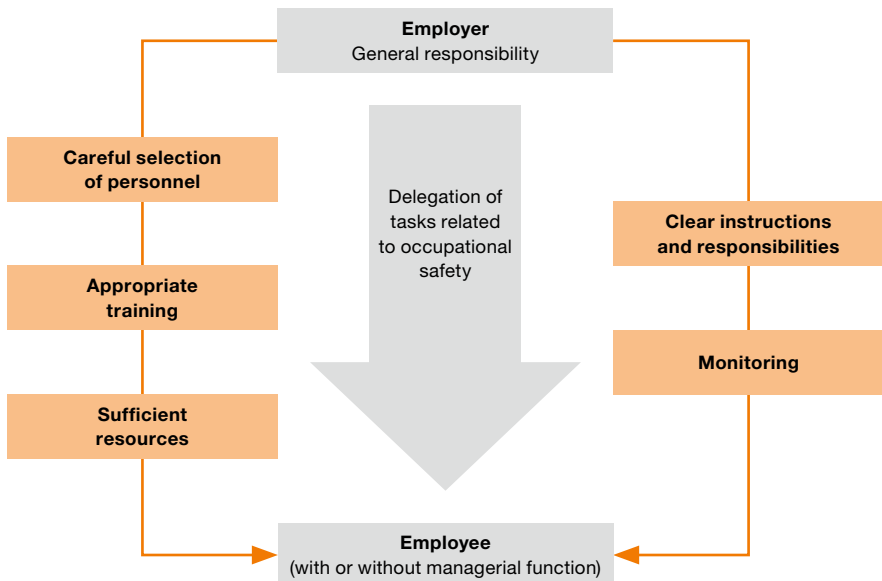 Employer
General responsibility
Careful selection
of personnel
Appropriate
training
Sufficient
resources
Delegation of
tasks related
to occupational
safety
Clear instructions
and responsibilities
Monitoring
Employee
(with or without managerial function)